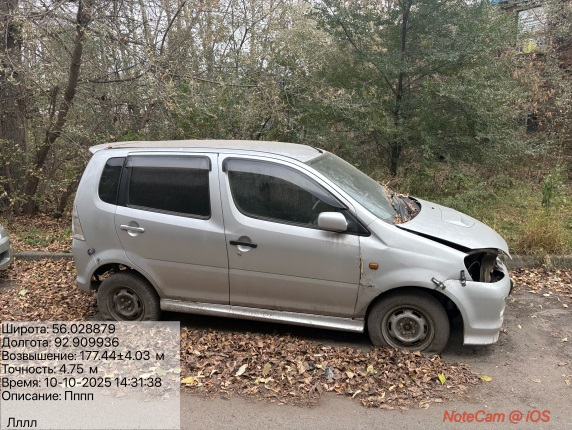 Широта: 56.028879
Долгота: 92.909936
Возвышение: 177.44±4.03 м
Точность: 4.75 м
Время: 10-10-2025 14:31:38
Описание: Пппп
Лллл
NoteCam @ iOS